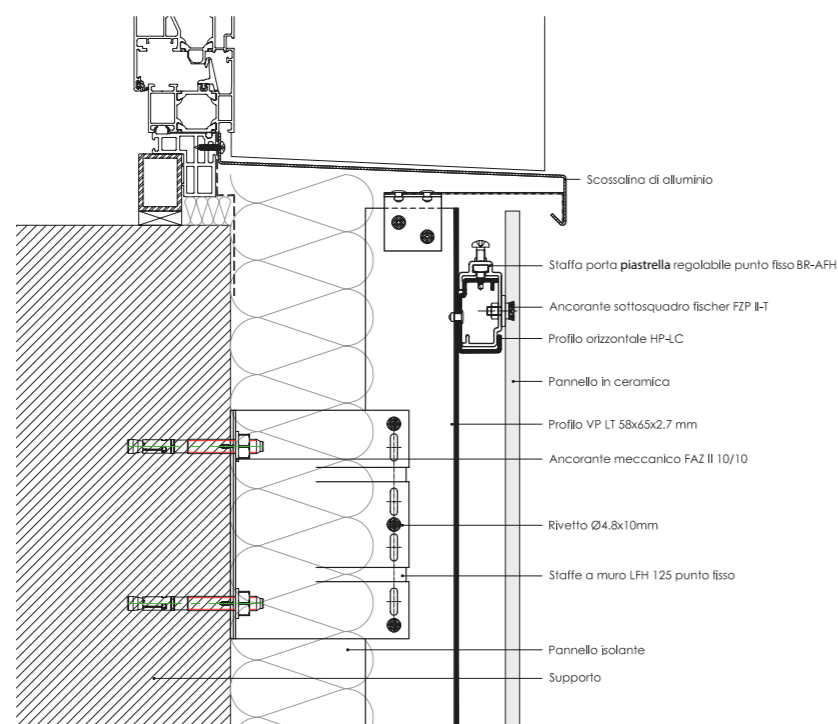 Scossalina di alluminio
Staffa porta piastrella regolabile punto fisso BR-AFH
Ancorante sottosquadro fischer FZP II-T
Profilo orizzontale HP-LC
Pannello in ceramica
Profilo VP LT 58x65x2.7 mm
Ancorante meccanico FAZ II 10/10
Rivetto Ø4.8x10mm
Staffe a muro LFH 125 punto fisso
Pannello isolante
Supporto